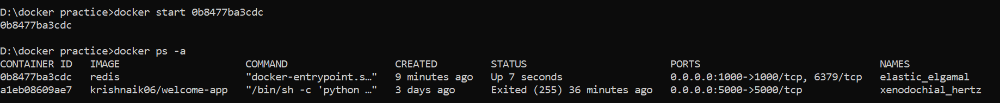 D:\docker practice>docker start 0b8477ba3cdc
0b8477ba3cdc
D:\docker practice>docker ps -a
CONTAINER ID   IMAGE                     COMMAND                  CREATED         STATUS                        PORTS                              NAMES
0b8477ba3cdc   redis                     "docker-entrypoint.s…"   9 minutes ago   Up 7 seconds                  0.0.0.0:1000->1000/tcp, 6379/tcp   elastic_elgamal
a1eb08609ae7   krishnaik06/welcome-app   "/bin/sh -c 'python …"   3 days ago      Exited (255) 36 minutes ago   0.0.0.0:5000->5000/tcp             xenodochial_hertz